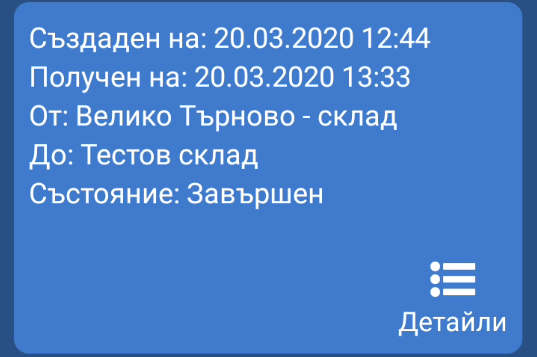 Създаден на: 20.03.2020 12:44
Получен на: 20.03.2020 13:33
От: Велико Търново - склад
До: Тестов склад
Състояние: Завършен
Детайли